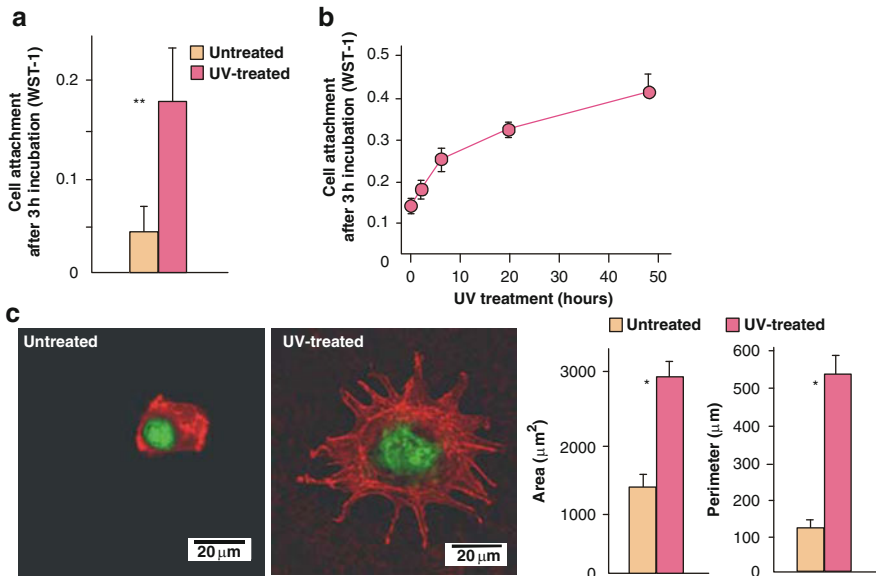 a
Cell attachment
after 3 h incubation (WST-1)
0.2
0.1
0
**
Untreated
UV-treated
b
Cell attachment
after 3 h incubation (WST-1)
0.5
0.4
0.3
0.2
0.1
0
0 10 20 30 40 50
UV treatment (hours)
c
Untreated
20 μm
UV-treated
20 μm
Untreated
UV-treated
Area (μm²)
3000
2000
1000
0
*
Perimeter (μm)
600
500
400
300
200
100
0
*